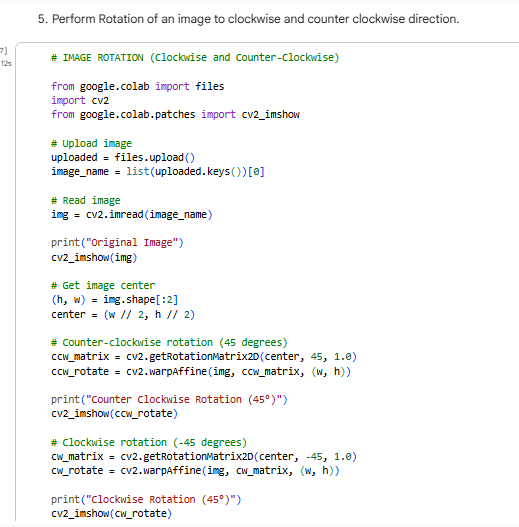 5. Perform Rotation of an image to clockwise and counter clockwise direction.
7]
12s
# IMAGE ROTATION (Clockwise and Counter-Clockwise)
from google.colab import files
import cv2
from google.colab.patches import cv2_imshow
# Upload image
uploaded = files.upload()
image_name = list(uploaded.keys())[0]
# Read image
img = cv2.imread(image_name)
print("Original Image")
cv2_imshow(img)
# Get image center
(h, w) = img.shape[:2]
center = (w // 2, h // 2)
# Counter-clockwise rotation (45 degrees)
ccw_matrix = cv2.getRotationMatrix2D(center, 45, 1.0)
ccw_rotate = cv2.warpAffine(img, ccw_matrix, (w, h))
print("Counter Clockwise Rotation (45°)")
cv2_imshow(ccw_rotate)
# Clockwise rotation (-45 degrees)
cw_matrix = cv2.getRotationMatrix2D(center, -45, 1.0)
cw_rotate = cv2.warpAffine(img, cw_matrix, (w, h))
print("Clockwise Rotation (45°)")
cv2_imshow(cw_rotate)